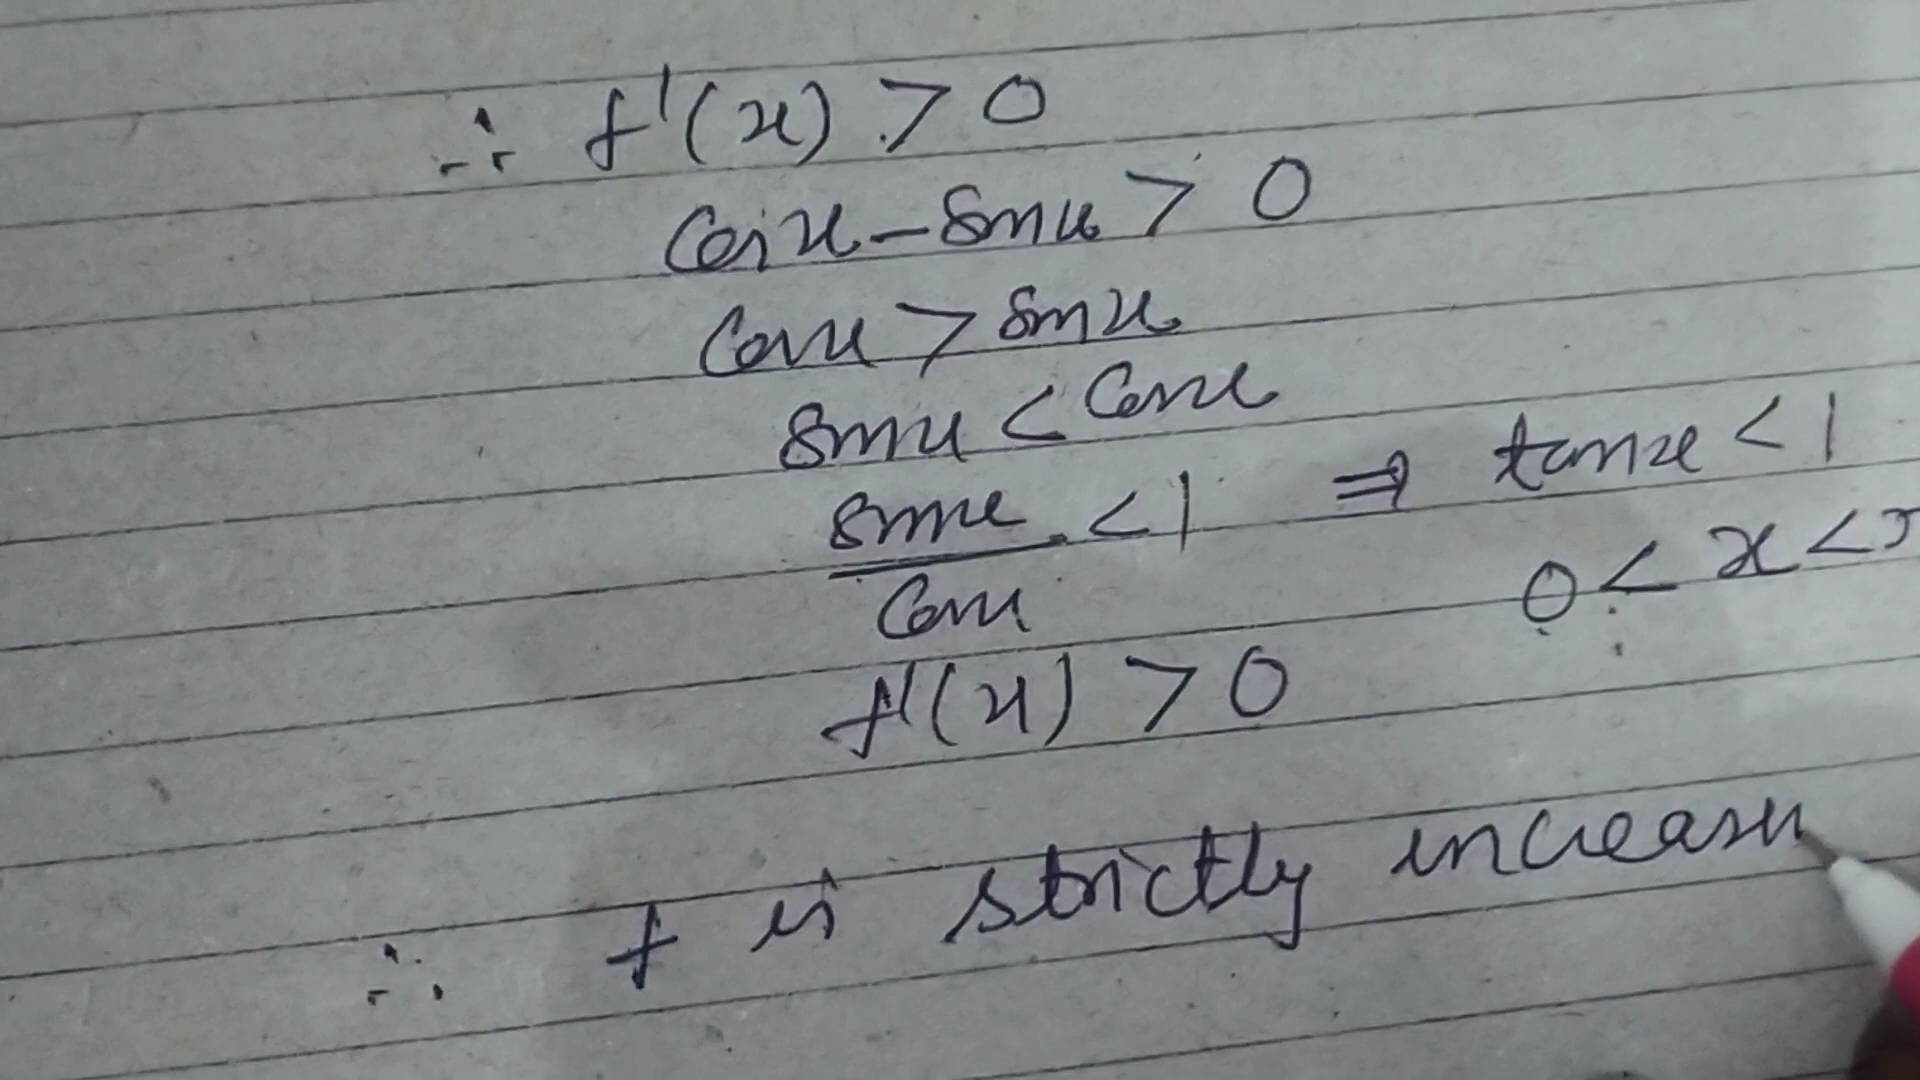 ∴ f'(x) > 0
cos x - sin x > 0
cos x > sin x
sin x < cos x
sin x / cos x < 1 ⇒ tan x < 1
0 < x <
f'(x) > 0
∴ f is strictly increasin